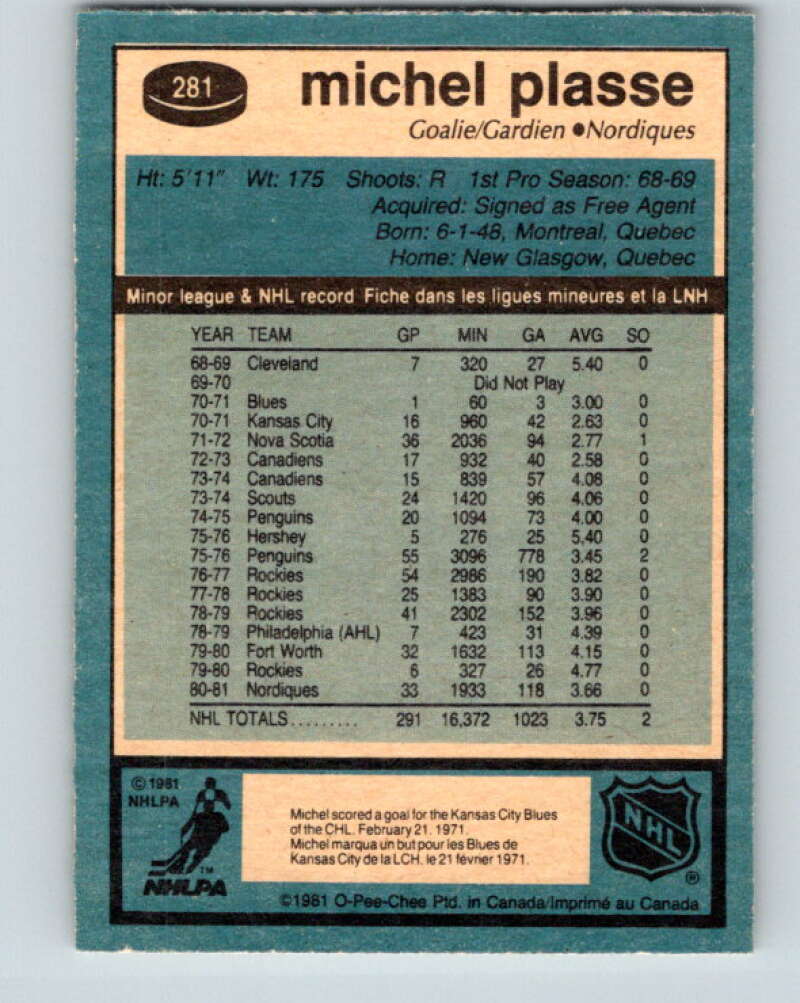 281
michel plasse
Goalie/Gardien ●Nordiques
Ht: 5'11" Wt: 175 Shoots: R 1st Pro Season: 68-69
Acquired: Signed as Free Agent
Born: 6-1-48, Montreal, Quebec
Home: New Glasgow, Quebec
Minor league & NHL record Fiche dans les ligues mineures et la LNH
YEAR TEAM GP MIN GA AVG SO
68-69 Cleveland 7 320 27 5.40 0
69-70 Did Not Play
70-71 Blues 1 60 3 3.00 0
70-71 Kansas City 16 960 42 2.63 0
71-72 Nova Scotia 36 2036 94 2.77 1
72-73 Canadiens 17 932 40 2.58 0
73-74 Canadiens 15 839 57 4.08 0
73-74 Scouts 24 1420 96 4.06 0
74-75 Penguins 20 1094 73 4.00 0
75-76 Hershey 5 276 25 5.40 0
75-76 Penguins 55 3096 778 3.45 2
76-77 Rockies 54 2986 190 3.82 0
77-78 Rockies 25 1383 90 3.90 0
78-79 Rockies 41 2302 152 3.96 0
78-79 Philadelphia (AHL) 7 423 31 4.39 0
79-80 Fort Worth 32 1632 113 4.15 0
79-80 Rockies 6 327 26 4.77 0
80-81 Nordiques 33 1933 118 3.66 0
NHL TOTALS......... 291 16,372 1023 3.75 2
©1981
NHLPA
Michel scored a goal for the Kansas City Blues
of the CHL. February 21. 1971.
Michel marqua un but pour les Blues de
Kansas City de la LCH. le 21 février 1971.
NHL
®
TM
NHLPA
©1981 O-Pee-Chee Ptd. in Canada/Imprimé au Canada